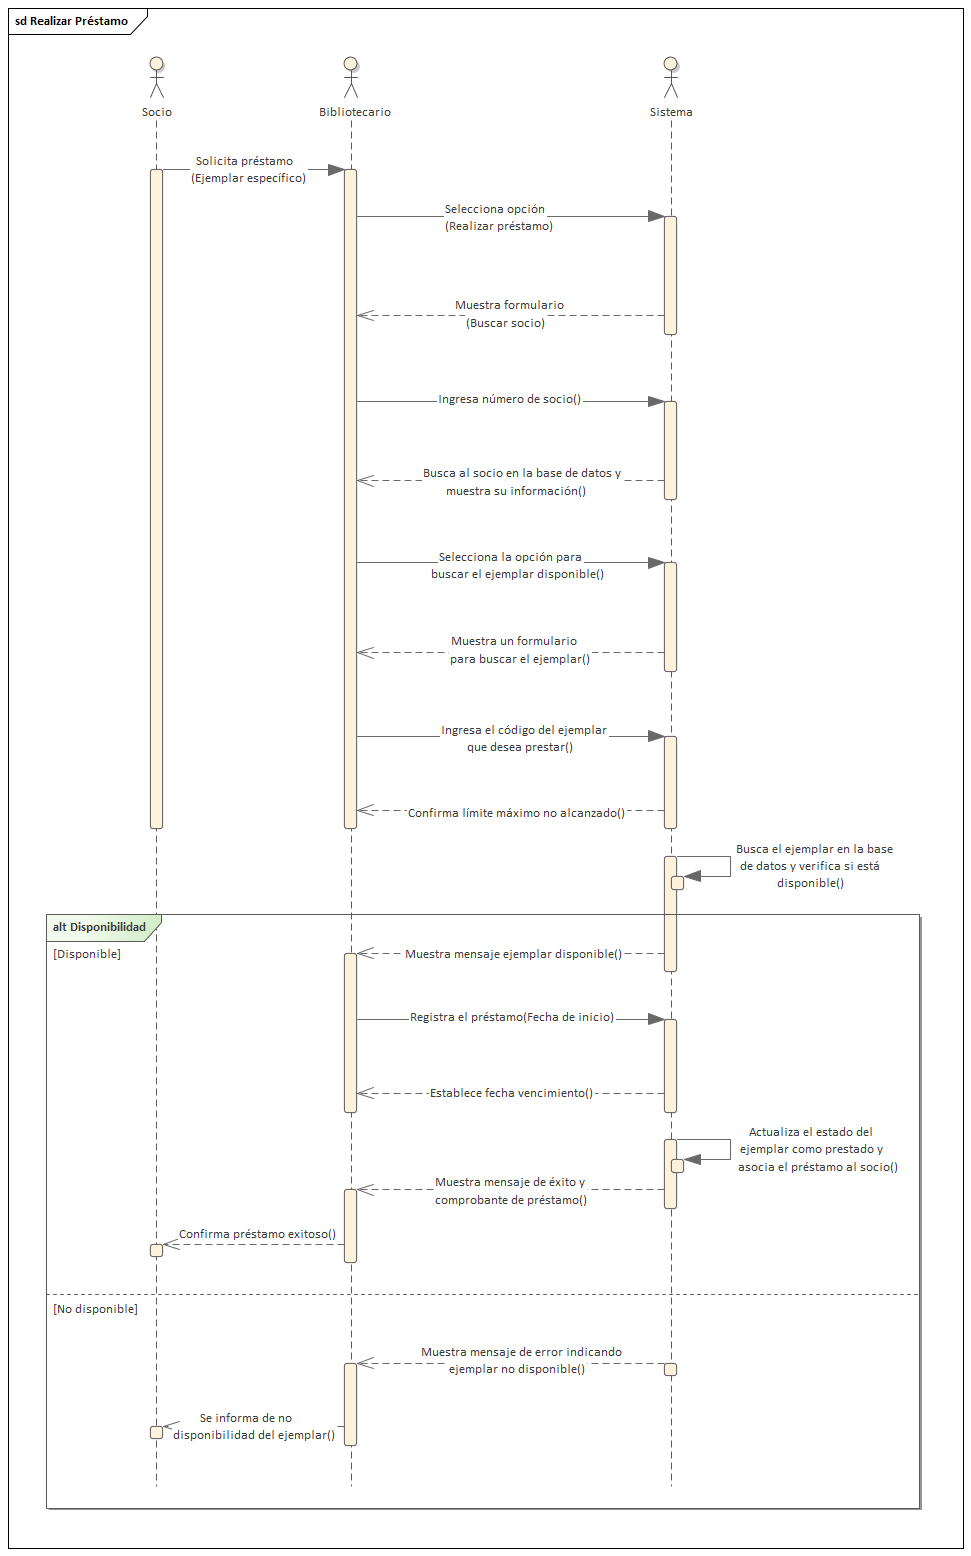 sd Realizar Préstamo
Socio
Bibliotecario
Sistema
Solicita préstamo
(Ejemplar específico)
Selecciona opción
(Realizar préstamo)
Muestra formulario
(Buscar socio)
Ingresa número de socio()
Busca al socio en la base de datos y
muestra su información()
Selecciona la opción para
buscar el ejemplar disponible()
Muestra un formulario
para buscar el ejemplar()
Ingresa el código del ejemplar
que desea prestar()
Confirma límite máximo no alcanzado()
Busca el ejemplar en la base
de datos y verifica si está
disponible()
alt Disponibilidad
[Disponible]
Muestra mensaje ejemplar disponible()
Registra el préstamo(Fecha de inicio)
Establece fecha vencimiento()
Actualiza el estado del
ejemplar como prestado y
asocia el préstamo al socio()
Muestra mensaje de éxito y
comprobante de préstamo()
Confirma préstamo exitoso()
[No disponible]
Muestra mensaje de error indicando
ejemplar no disponible()
Se informa de no
disponibilidad del ejemplar()